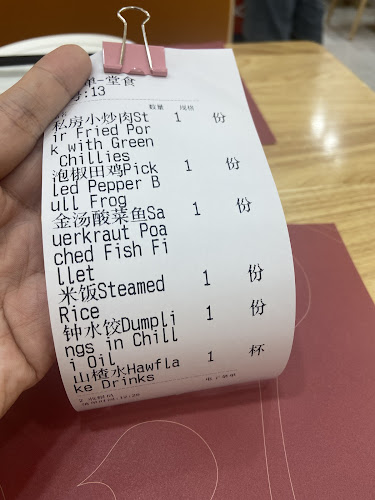 单-堂食
号:13
数量 规格
私房小炒肉St 1 份
ir Fried Por
k with Green
Chillies
泡椒田鸡Pick 1 份
led Pepper B
ull Frog
金汤酸菜鱼Sa 1 份
uerkraut Poa
ched Fish Fi
llet
米饭Steamed 1 份
Rice
钟水饺Dumpli 1 份
ngs in Chill
i Oil
山楂水Hawfla 1 杯
ke Drinks